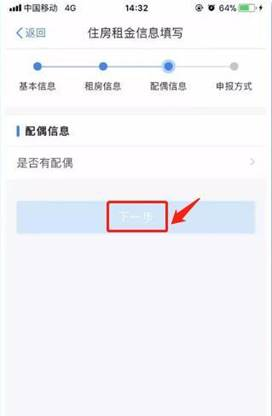 中国移动 4G 14:32 64%
返回 住房租金信息填写
基本信息 租房信息 配偶信息 申报方式
配偶信息
是否有配偶
下一步